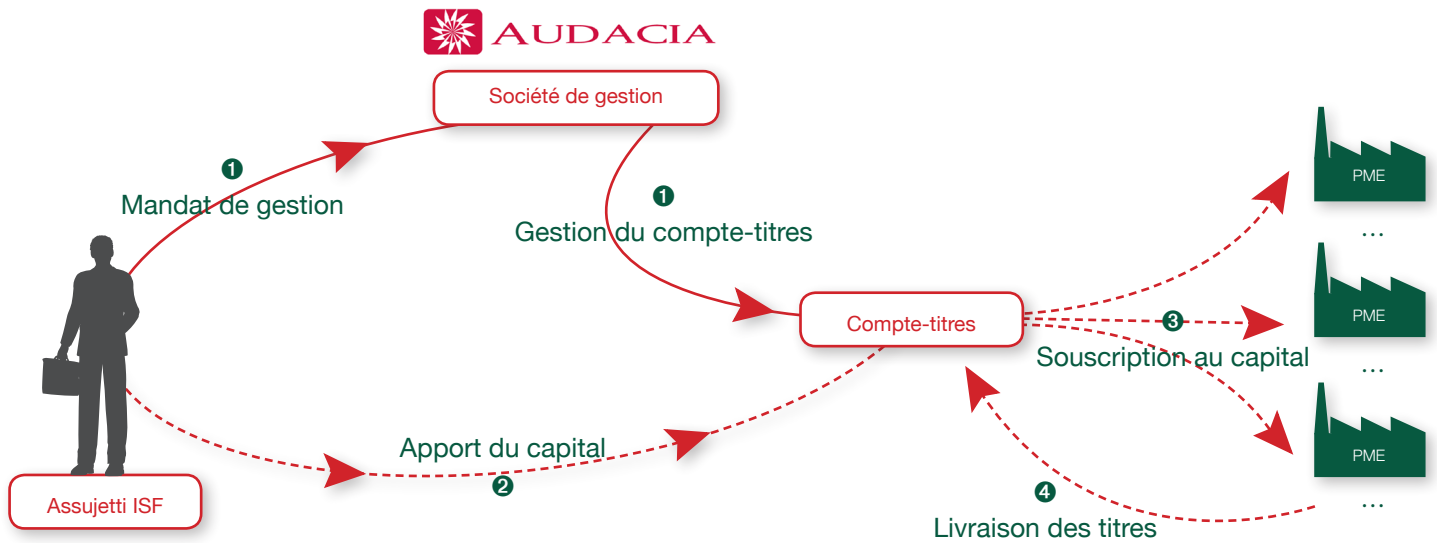 AUDACIA
Société de gestion
❶
Mandat de gestion
❶
Gestion du compte-titres
Compte-titres
PME
...
PME
...
PME
...
❸
Souscription au capital
Apport du capital
❷
❹
Livraison des titres
Assujetti ISF